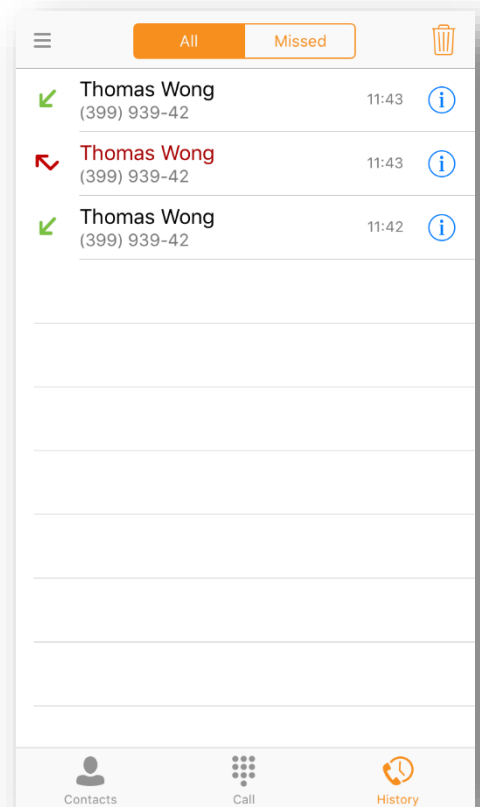 All Missed
Thomas Wong
(399) 939-42
11:43
Thomas Wong
(399) 939-42
11:43
Thomas Wong
(399) 939-42
11:42
Contacts Call History